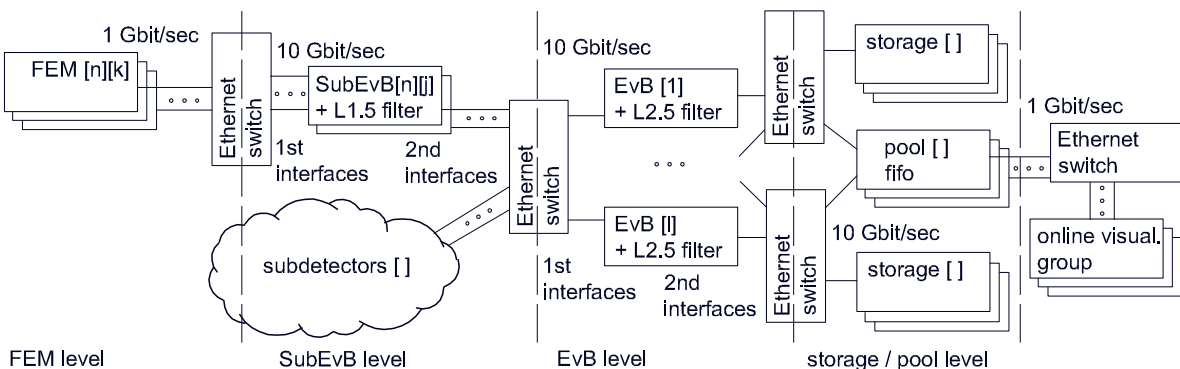 1 Gbit/sec
FEM [n][k]
Ethernet
switch
10 Gbit/sec
SubEvB[n][j]
+ L1.5 filter
1st
interfaces
2nd
interfaces
subdetectors [ ]
Ethernet
switch
10 Gbit/sec
EvB [1]
+ L2.5 filter
EvB [l]
+ L2.5 filter
1st
interfaces
2nd
interfaces
Ethernet
switch
Ethernet
switch
storage [ ]
pool [ ]
fifo
10 Gbit/sec
storage [ ]
1 Gbit/sec
Ethernet
switch
online visual.
group
FEM level
SubEvB level
EvB level
storage / pool level